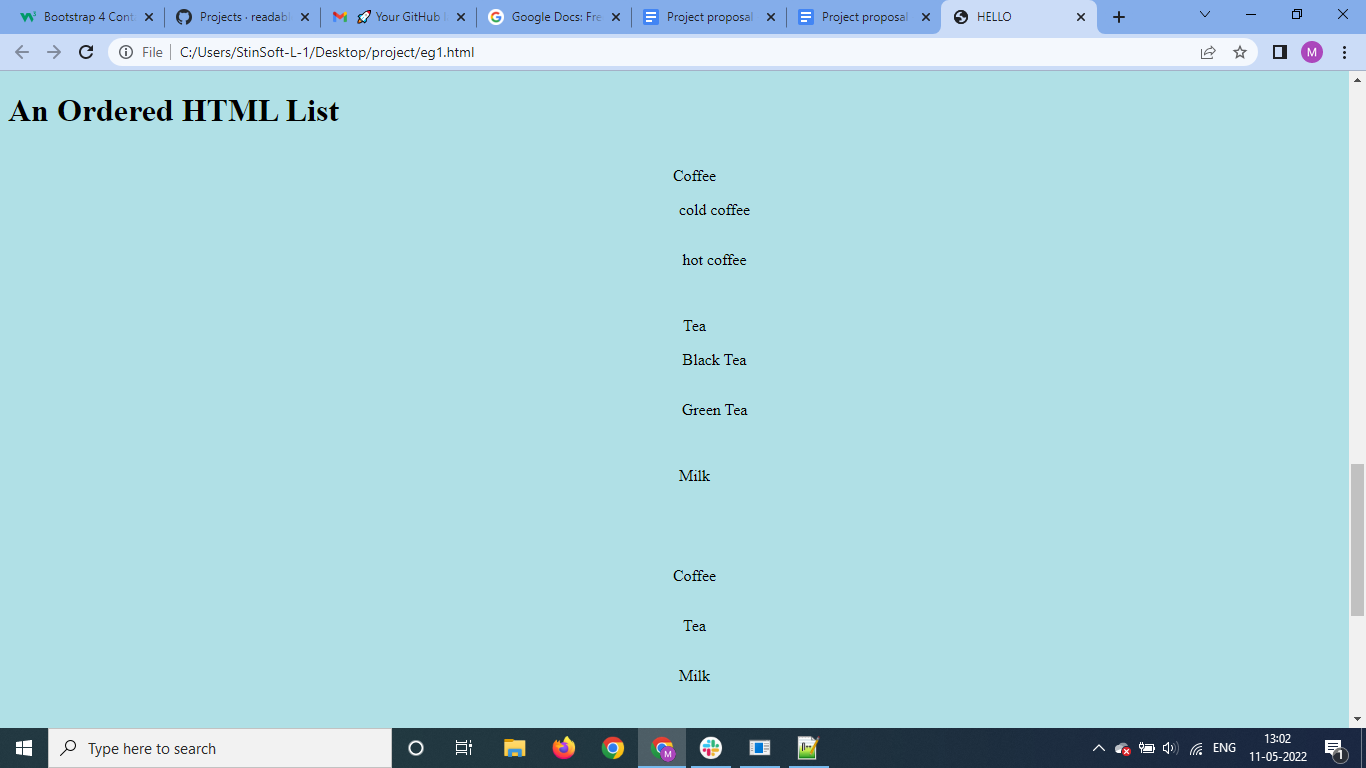 Bootstrap 4 Cont
Projects · readabl
Your GitHub
Google Docs: Fre
Project proposal
Project proposal
HELLO
File
C:/Users/StinSoft-L-1/Desktop/project/eg1.html
M
An Ordered HTML List
Coffee
cold coffee
hot coffee
Tea
Black Tea
Green Tea
Milk
Coffee
Tea
Milk
Type here to search
M
ENG
13:02
11-05-2022
1